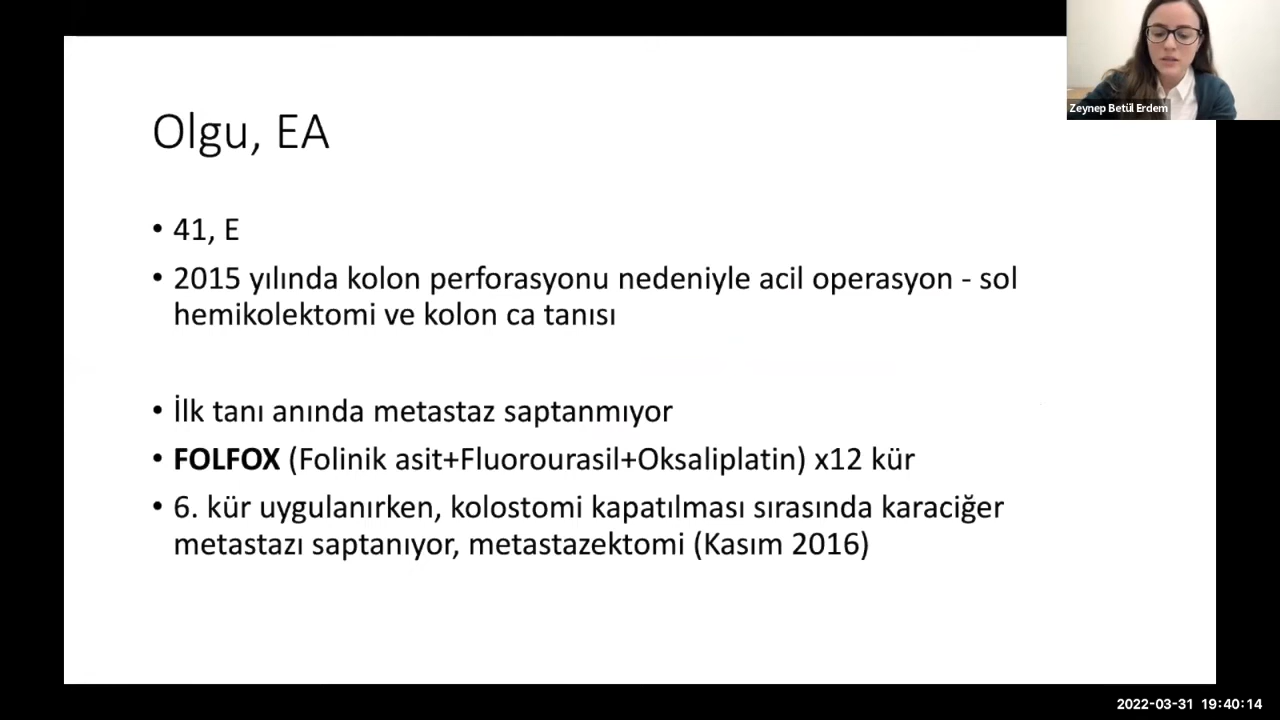 Zeynep Betül Erdem
Olgu, EA
• 41, E
• 2015 yılında kolon perforasyonu nedeniyle acil operasyon - sol
hemikolektomi ve kolon ca tanısı
• İlk tanı anında metastaz saptanmıyor
• FOLFOX (Folinik asit+Fluorourasil+Oksaliplatin) x12 kür
• 6. kür uygulanırken, kolostomi kapatılması sırasında karaciğer
metastazı saptanıyor, metastazektomi (Kasım 2016)
2022-03-31 19:40:14